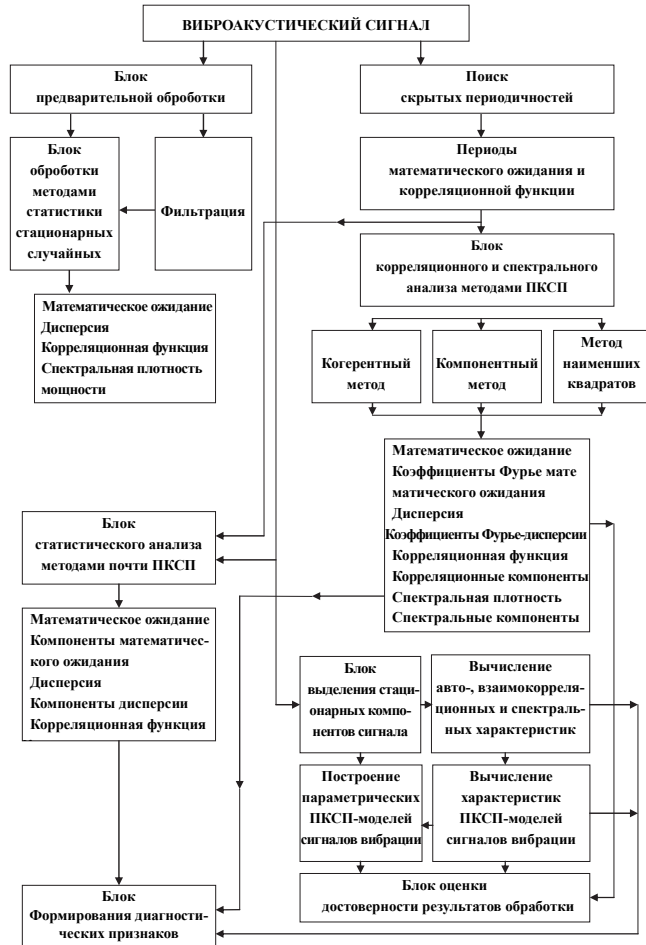 ВИБРОАКУСТИЧЕСКИЙ СИГНАЛ
Блок
предварительной обработки
Поиск
скрытых периодичностей
Блок
обработки
методами
статистики
стационарных
случайных
Фильтрация
Периоды
математического ожидания и
корреляционной функции
Блок
корреляционного и спектрального
анализа методами ПКСП
Математическое ожидание
Дисперсия
Корреляционная функция
Спектральная плотность
мощности
Когерентный
метод
Компонентный
метод
Метод
наименших
квадратов
Математическое ожидание
Коэффициенты Фурье мате
матического ожидания
Дисперсия
Коэффициенты Фурье-дисперсии
Корреляционная функция
Корреляционные компоненты
Спектральная плотность
Спектральные компоненты
Блок
статистического анализа
методами почти ПКСП
Математическое ожидание
Компоненты математичес-
кого ожидания
Дисперсия
Компоненты дисперсии
Корреляционная функция
Блок
выделения стаци-
онарных компо-
нентов сигнала
Вычисление
авто-, взаимокорреля-
ционных и спектраль-
ных характеристик
Построение
параметрических
ПКСП-моделей
сигналов вибрации
Вычисление
характеристик
ПКСП-моделей
сигналов вибрации
Блок оценки
достоверности результатов обработки
Блок
Формирования диагности-
ческих признаков